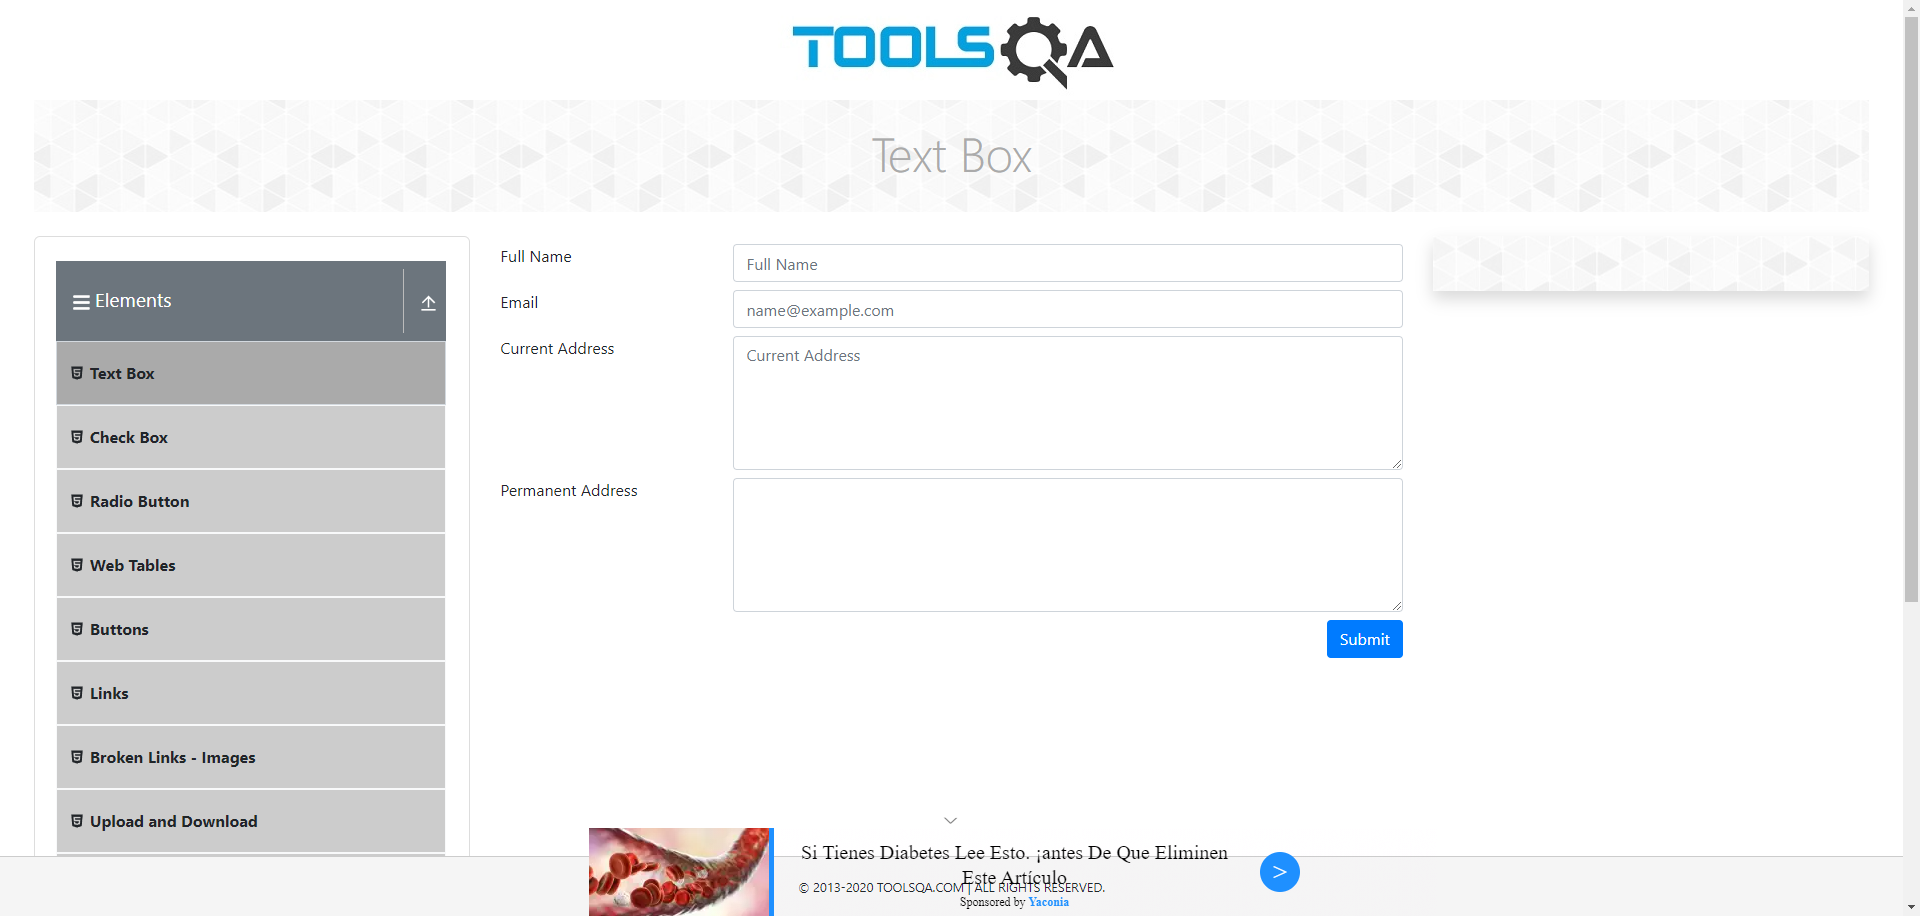 TOOLSQA
Text Box
Elements
Text Box
Check Box
Radio Button
Web Tables
Buttons
Links
Broken Links - Images
Upload and Download
Full Name
Full Name
Email
name@example.com
Current Address
Current Address
Permanent Address
Submit
Si Tienes Diabetes Lee Esto. ¡antes De Que Eliminen
Este Artículo
© 2013-2020 TOOLSQA.COM | ALL RIGHTS RESERVED.
Sponsored by Yaconia
>